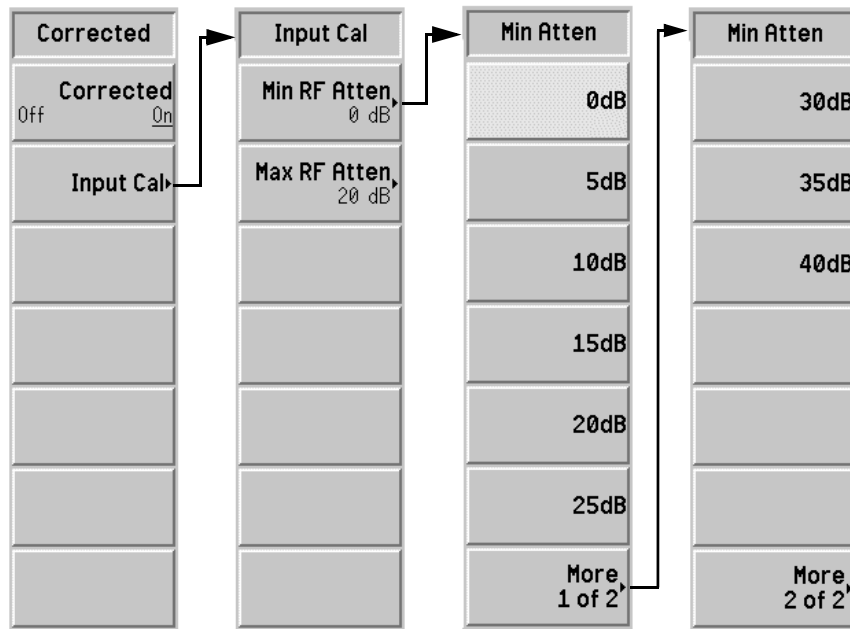 Corrected
Corrected
Off On
Input Cal
Input Cal
Min RF Atten
0 dB
Max RF Atten
20 dB
Min Atten
0dB
5dB
10dB
15dB
20dB
25dB
More
1 of 2
Min Atten
30dB
35dB
40dB
More
2 of 2